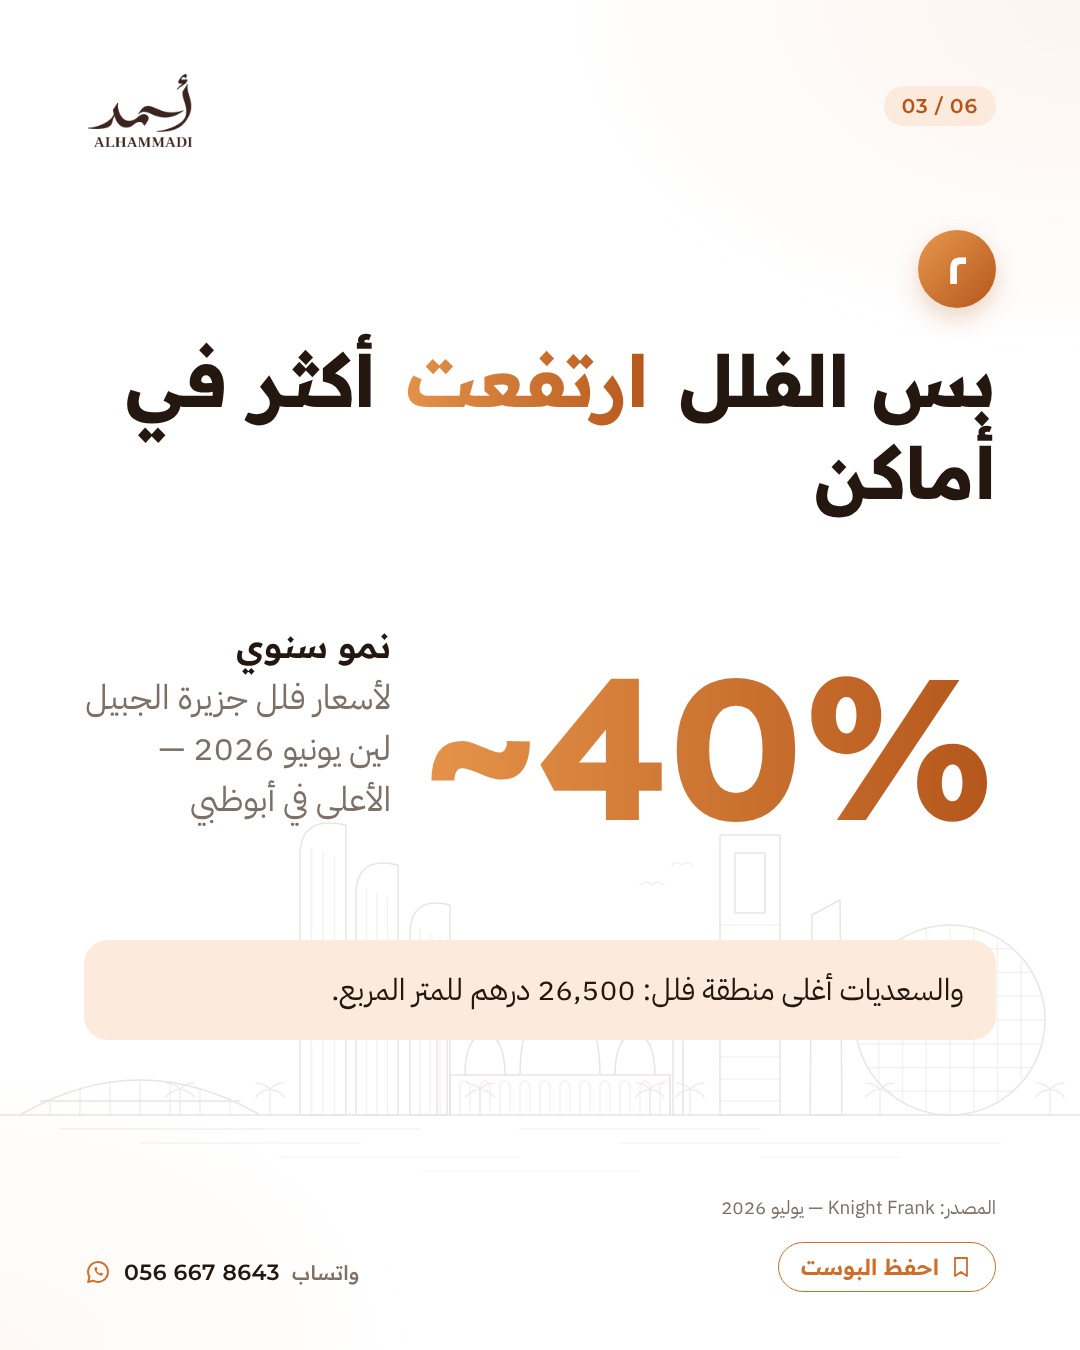 أحمد
ALHAMMADI
03 / 06
٢
بس الفلل ارتفعت أكثر في
أماكن
~40%
نمو سنوي
لأسعار فلل جزيرة الجبيل
لين يونيو 2026 —
الأعلى في أبوظبي
والسعديات أغلى منطقة فلل: 26,500 درهم للمتر المربع.
المصدر: Knight Frank — يوليو 2026
احفظ البوست
واتساب 056 667 8643